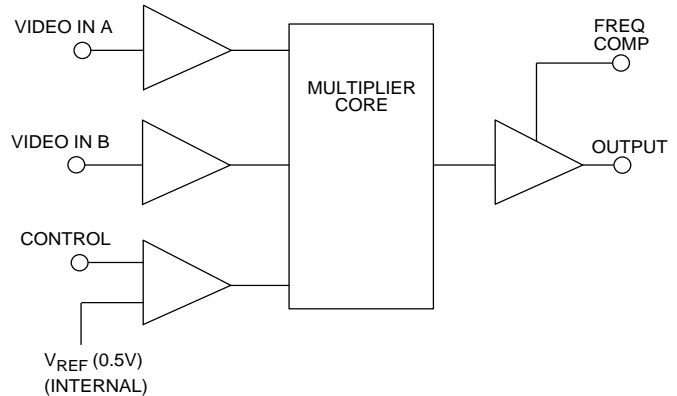 VIDEO IN A
FREQ
COMP
MULTIPLIER
CORE
VIDEO IN B
OUTPUT
CONTROL
VREF (0.5V)
(INTERNAL)